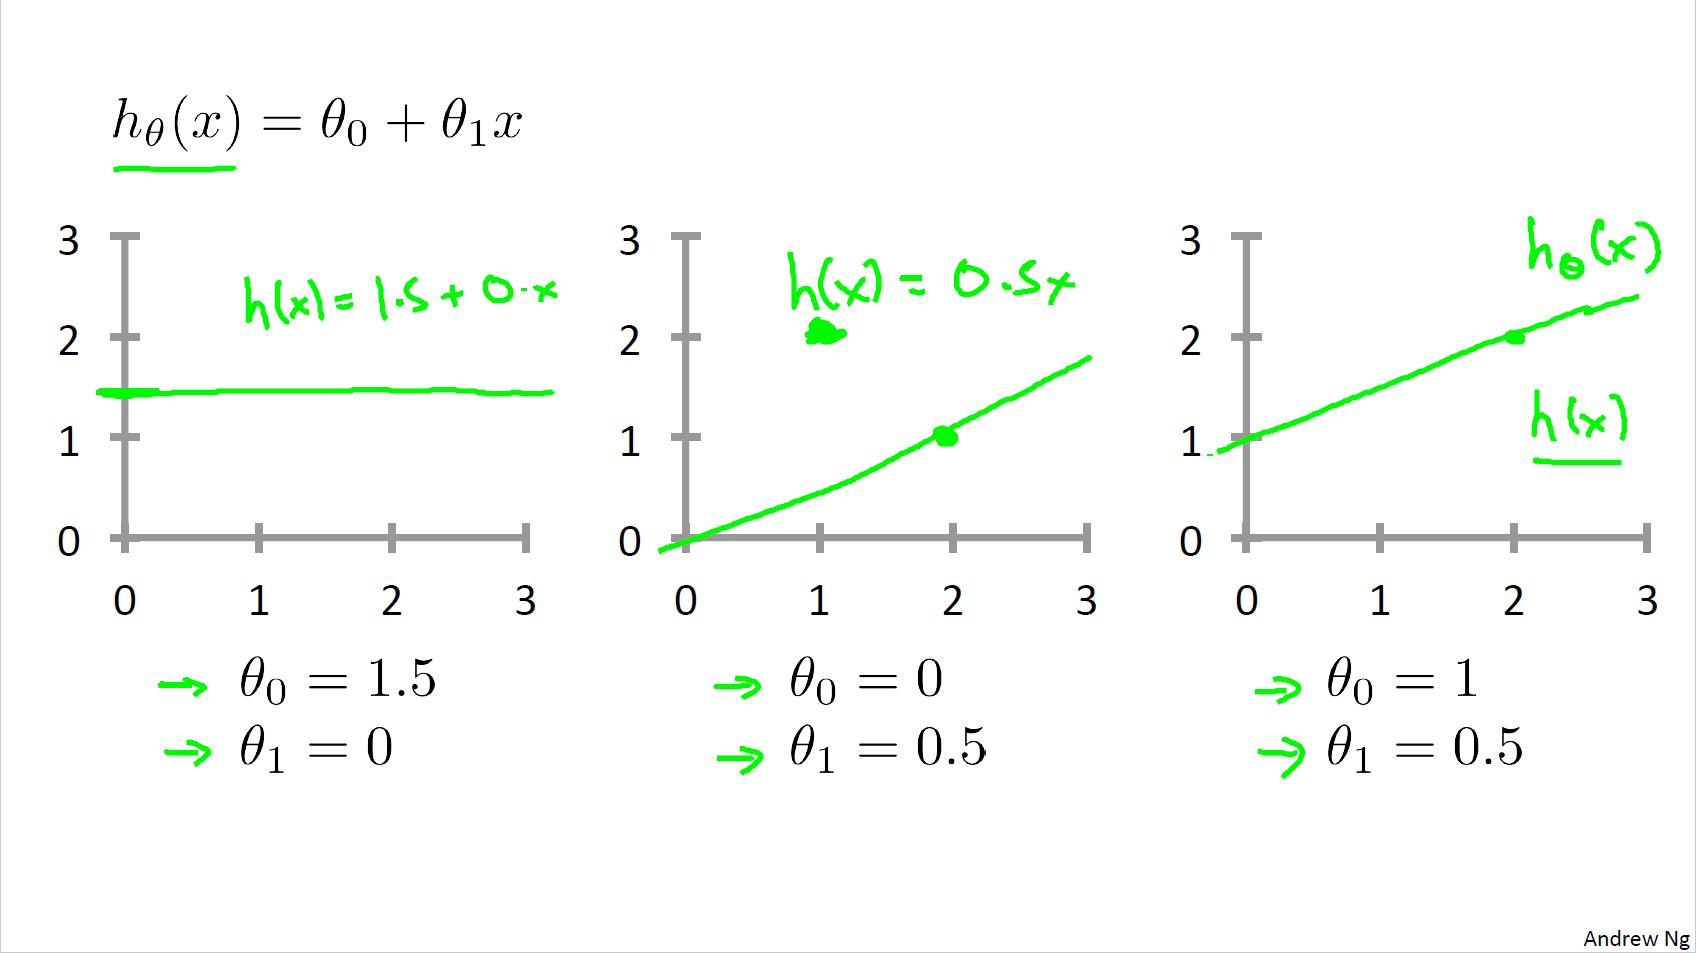 hθ(x) = θ0 + θ1x
3
2
1
0
0 1 2 3
h(x) = 1.5 + 0·x
θ0 = 1.5
θ1 = 0
3
2
1
0
0 1 2 3
h(x) = 0.5x
θ0 = 0
θ1 = 0.5
3
2
1
0
0 1 2 3
hθ(x)
h(x)
θ0 = 1
θ1 = 0.5
Andrew Ng